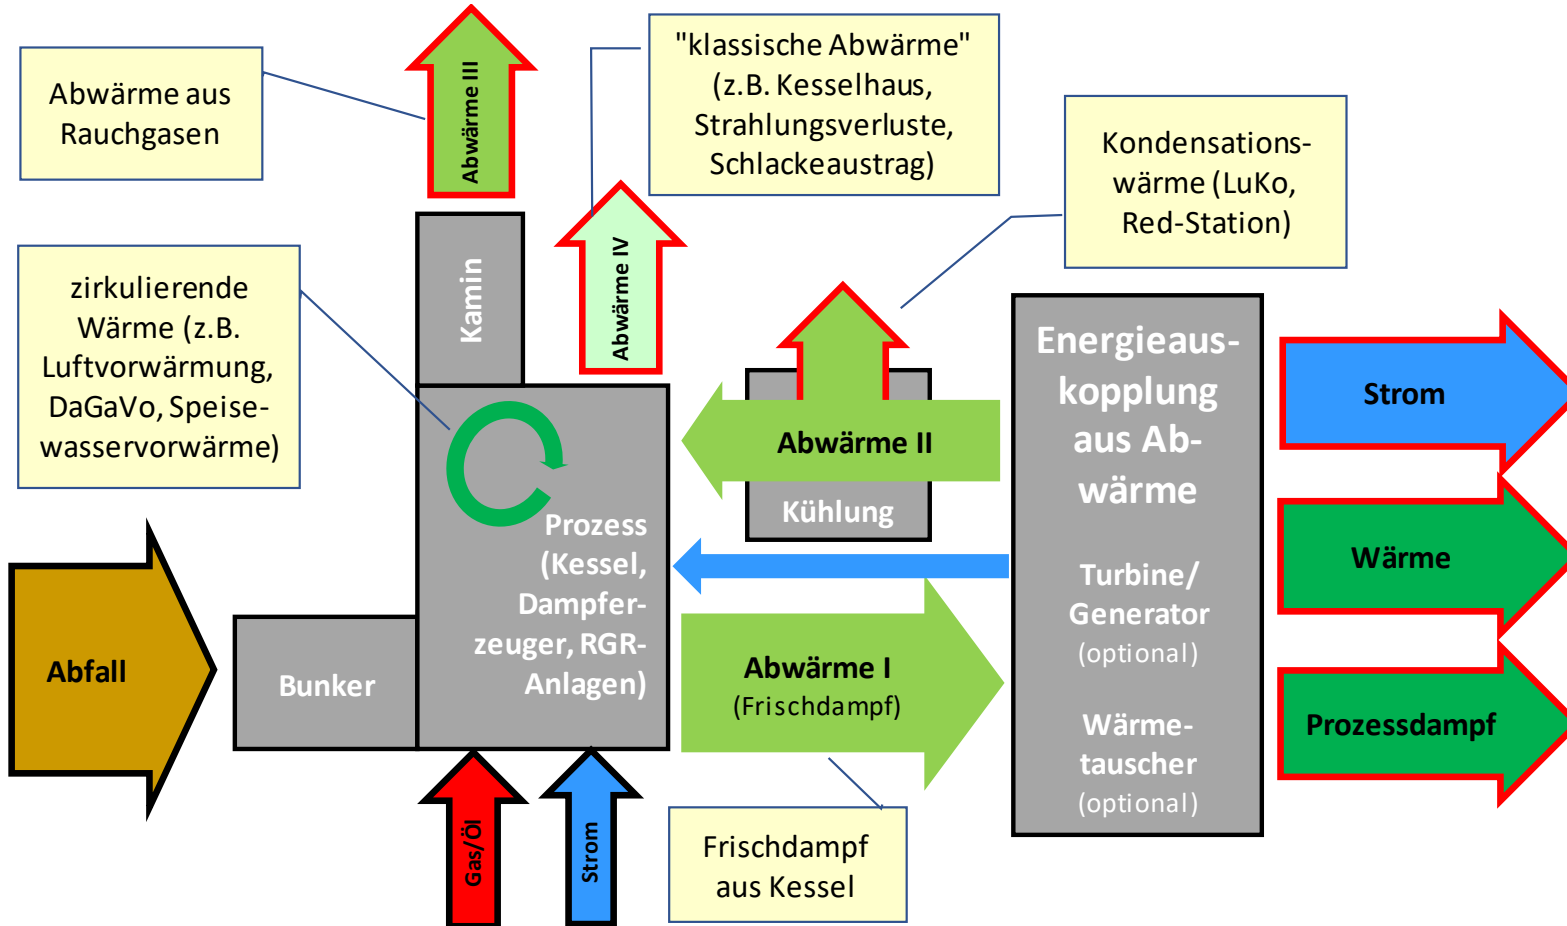 Abwärme aus
Rauchgasen
Abwärme III
"klassische Abwärme"
(z.B. Kesselhaus,
Strahlungsverluste,
Schlackeaustrag)
Kondensations-
wärme (LuKo,
Red-Station)
zirkulierende
Wärme (z.B.
Luftvorwärmung,
DaGaVo, Speise-
wasservorwärme)
Kamin
Abwärme IV
Abwärme II
Kühlung
Energieaus-
kopplung
aus Ab-
wärme
Turbine/
Generator
(optional)
Wärme-
tauscher
(optional)
Strom
Wärme
Prozessdampf
Prozess
(Kessel,
Dampfer-
zeuger, RGR-
Anlagen)
Abfall
Bunker
Abwärme I
(Frischdampf)
Gas/Öl
Strom
Frischdampf
aus Kessel